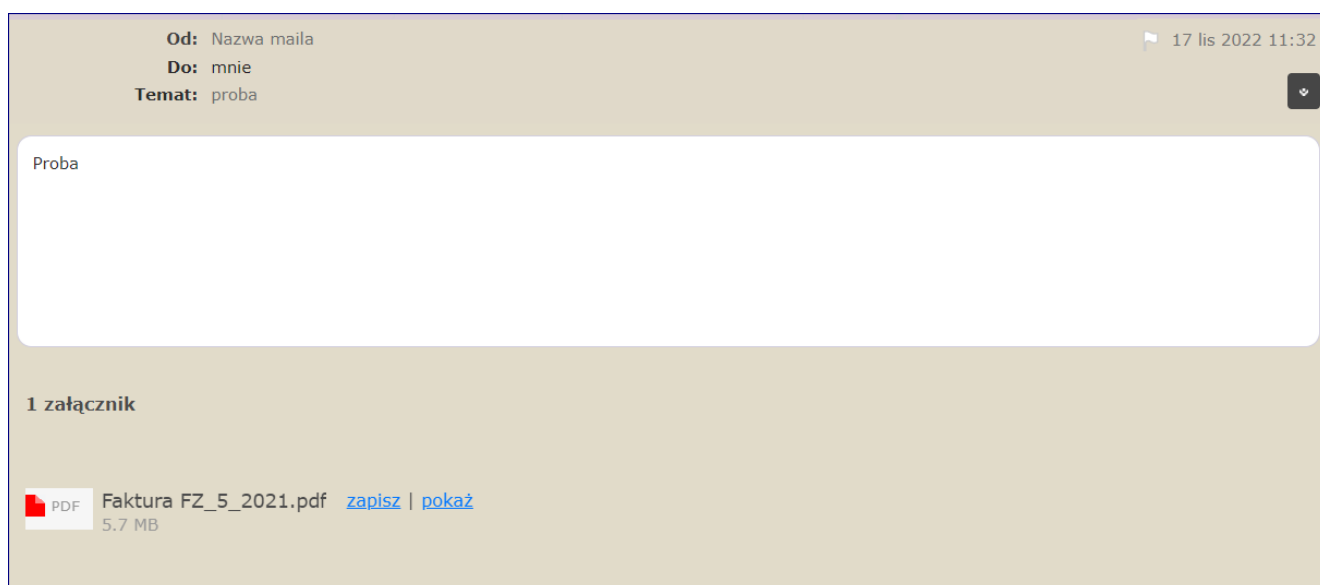 Od: Nazwa maila
17 lis 2022 11:32
Do: mnie
Temat: proba
Proba
1 załącznik
PDF Faktura FZ_5_2021.pdf zapisz | pokaż
5.7 MB